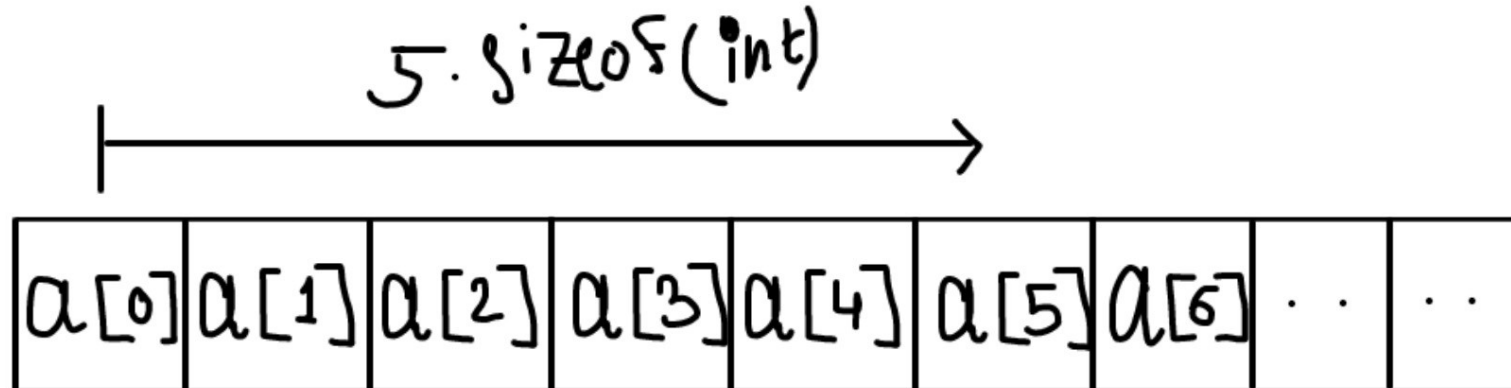 5. sizeof(int)
a[0] a[1] a[2] a[3] a[4] a[5] a[6] .. ..